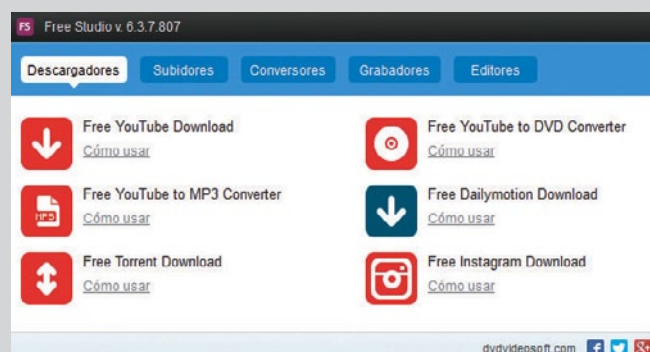 FS Free Studio v. 6.3.7.807
Descargadores Subidores Conversores Grabadores Editores
Free YouTube Download
Cómo usar
Free YouTube to DVD Converter
Cómo usar
MP3
Free YouTube to MP3 Converter
Cómo usar
Free Dailymotion Download
Cómo usar
Free Torrent Download
Cómo usar
Free Instagram Download
Cómo usar
dvdvideosoft.com